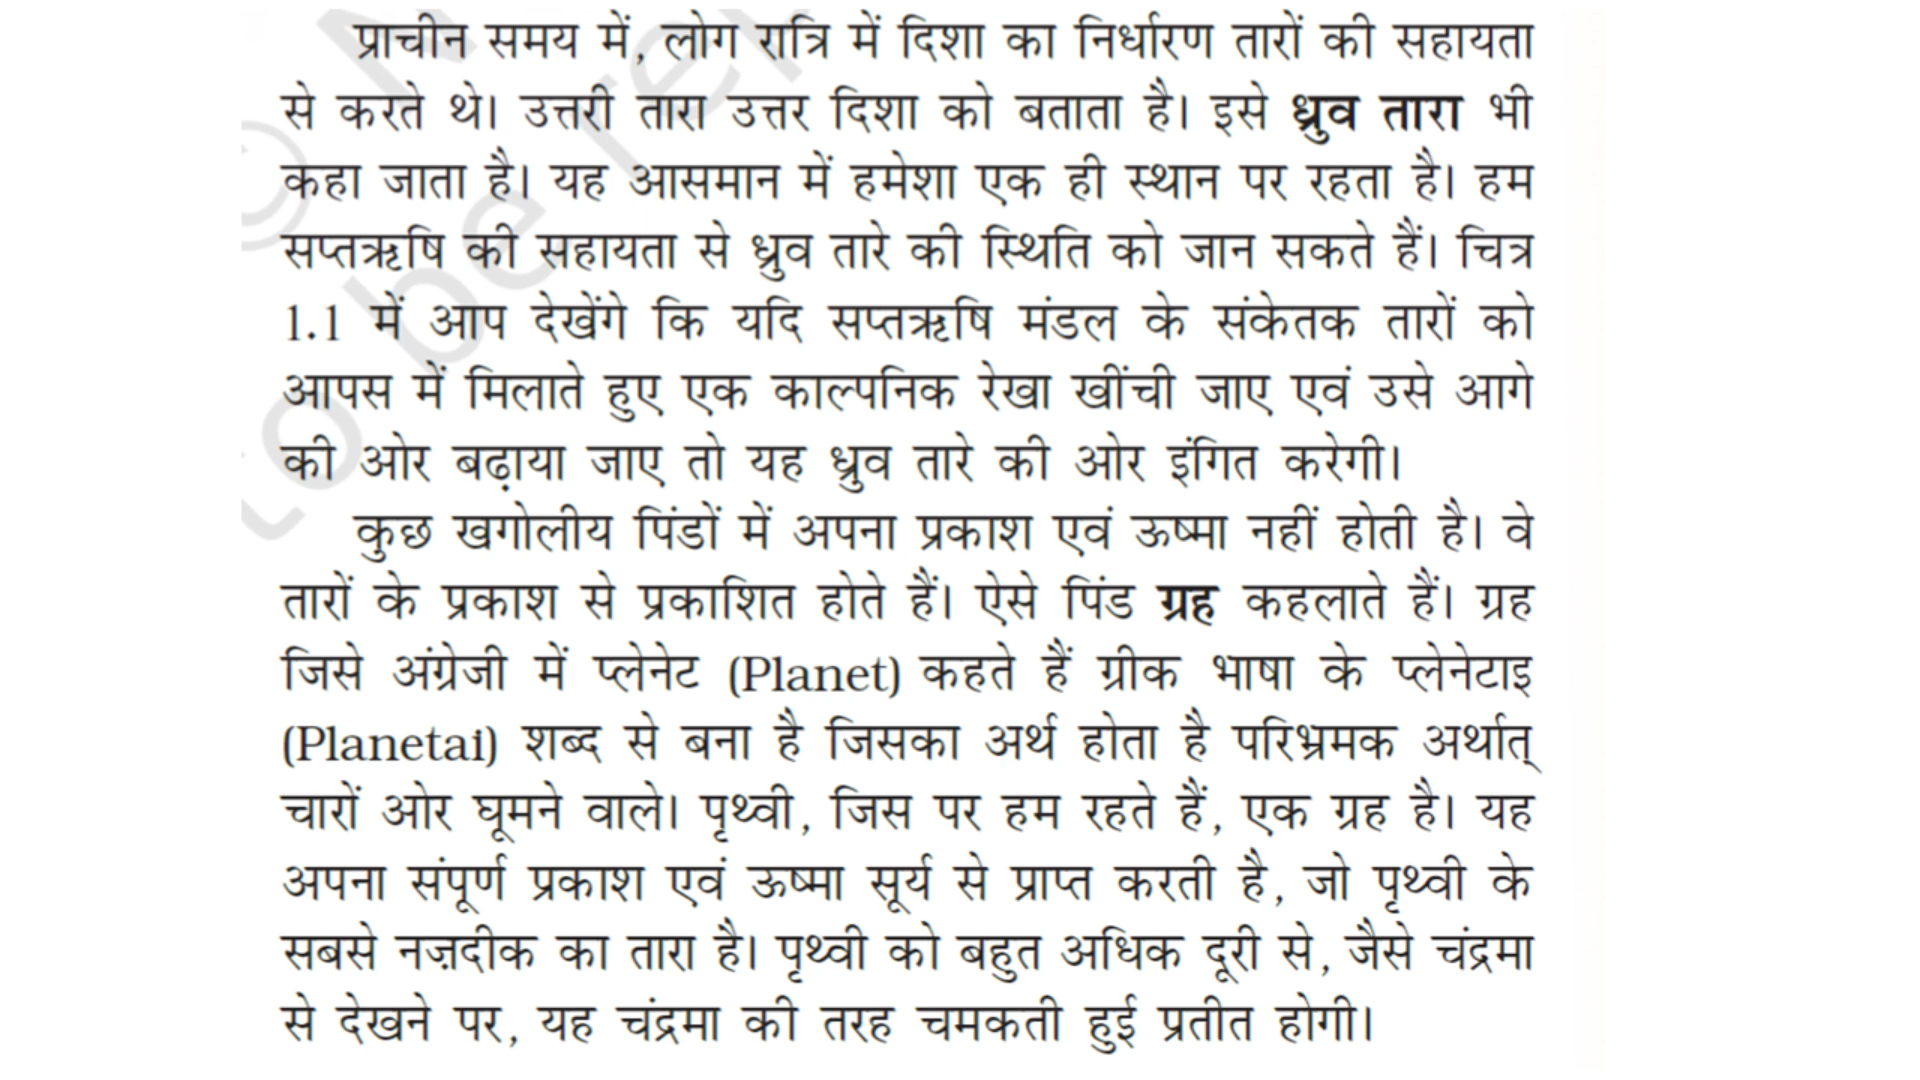 प्राचीन समय में, लोग रात्रि में दिशा का निर्धारण तारों की सहायता
से करते थे। उत्तरी तारा उत्तर दिशा को बताता है। इसे ध्रुव तारा भी
कहा जाता है। यह आसमान में हमेशा एक ही स्थान पर रहता है। हम
सप्तऋषि की सहायता से ध्रुव तारे की स्थिति को जान सकते हैं। चित्र
1.1 में आप देखेंगे कि यदि सप्तऋषि मंडल के संकेतक तारों को
आपस में मिलाते हुए एक काल्पनिक रेखा खींची जाए एवं उसे आगे
की ओर बढ़ाया जाए तो यह ध्रुव तारे की ओर इंगित करेगी।
कुछ खगोलीय पिंडों में अपना प्रकाश एवं ऊष्मा नहीं होती है। वे
तारों के प्रकाश से प्रकाशित होते हैं। ऐसे पिंड ग्रह कहलाते हैं। ग्रह
जिसे अंग्रेजी में प्लेनेट (Planet) कहते हैं ग्रीक भाषा के प्लेनेटाइ
(Planetai) शब्द से बना है जिसका अर्थ होता है परिभ्रमक अर्थात्
चारों ओर घूमने वाले। पृथ्वी, जिस पर हम रहते हैं, एक ग्रह है। यह
अपना संपूर्ण प्रकाश एवं ऊष्मा सूर्य से प्राप्त करती है, जो पृथ्वी के
सबसे नज़दीक का तारा है। पृथ्वी को बहुत अधिक दूरी से, जैसे चंद्रमा
से देखने पर, यह चंद्रमा की तरह चमकती हुई प्रतीत होगी।
© N
to be rep